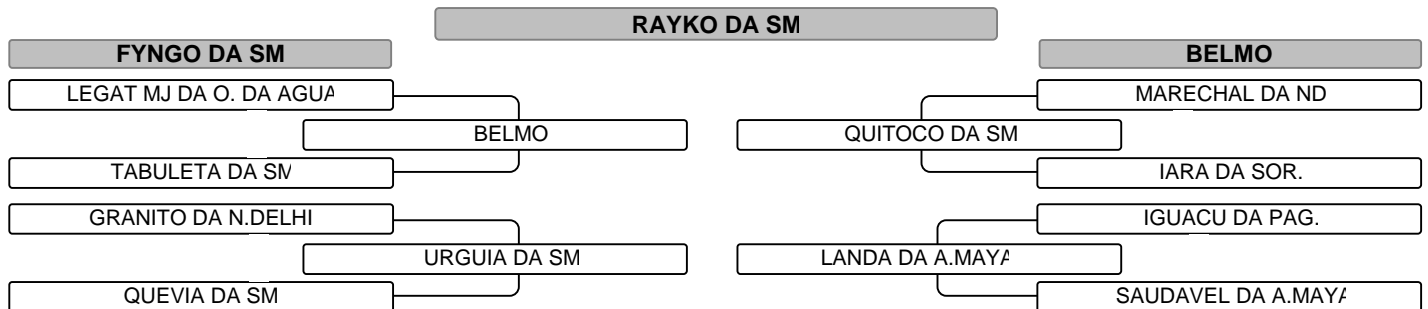 RAYKO DA SM
FYNGO DA SM
BELMO
LEGAT MJ DA O. DA AGUA
MARECHAL DA ND
BELMO
QUITOCO DA SM
TABULETA DA SM
IARA DA SOR.
GRANITO DA N.DELHI
IGUACU DA PAG.
URGUIA DA SM
LANDA DA A.MAYA
QUEVIA DA SM
SAUDAVEL DA A.MAYA